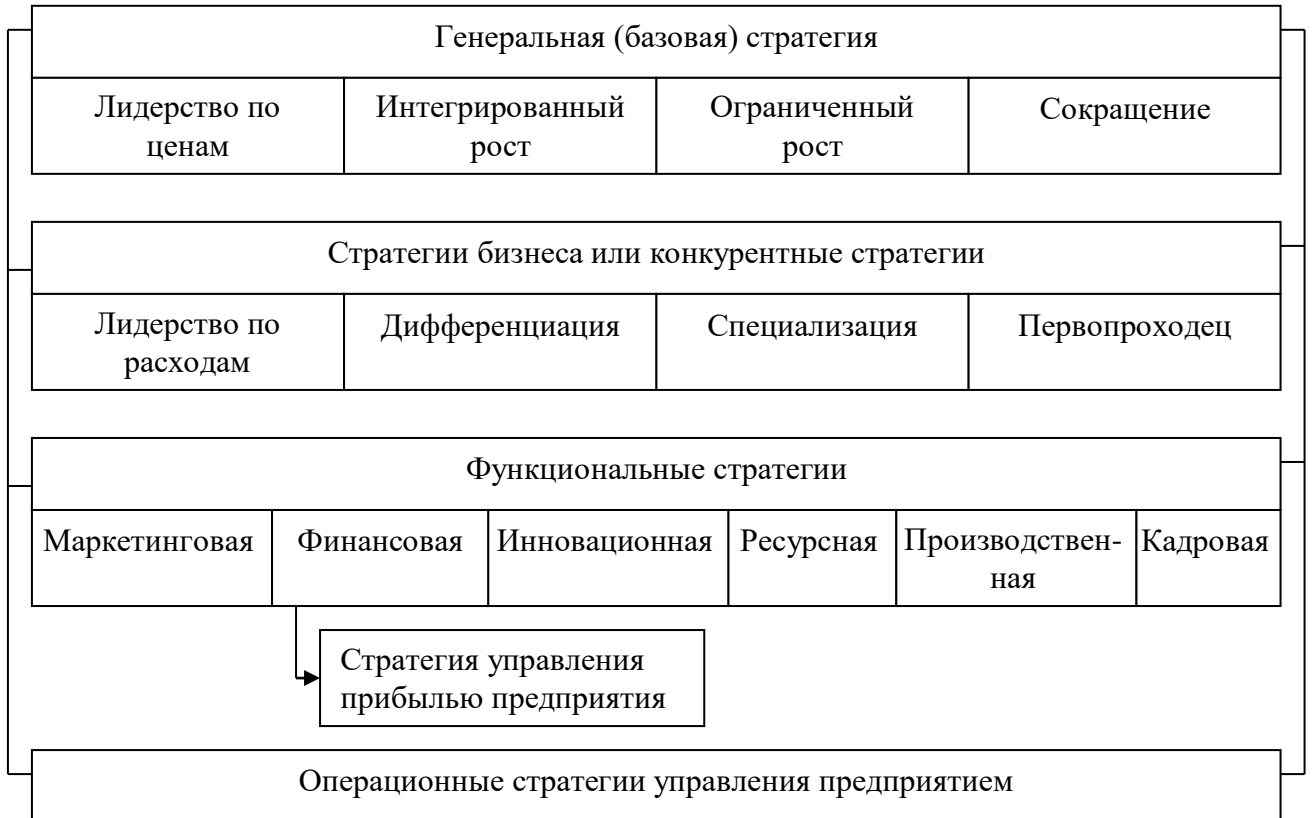 Генеральная (базовая) стратегия
Лидерство по
ценам
Интегрированный
рост
Ограниченный
рост
Сокращение
Стратегии бизнеса или конкурентные стратегии
Лидерство по
расходам
Дифференциация
Специализация
Первопроходец
Функциональные стратегии
Маркетинговая
Финансовая
Инновационная
Ресурсная
Производствен-
ная
Кадровая
Стратегия управления
прибылью предприятия
Операционные стратегии управления предприятием